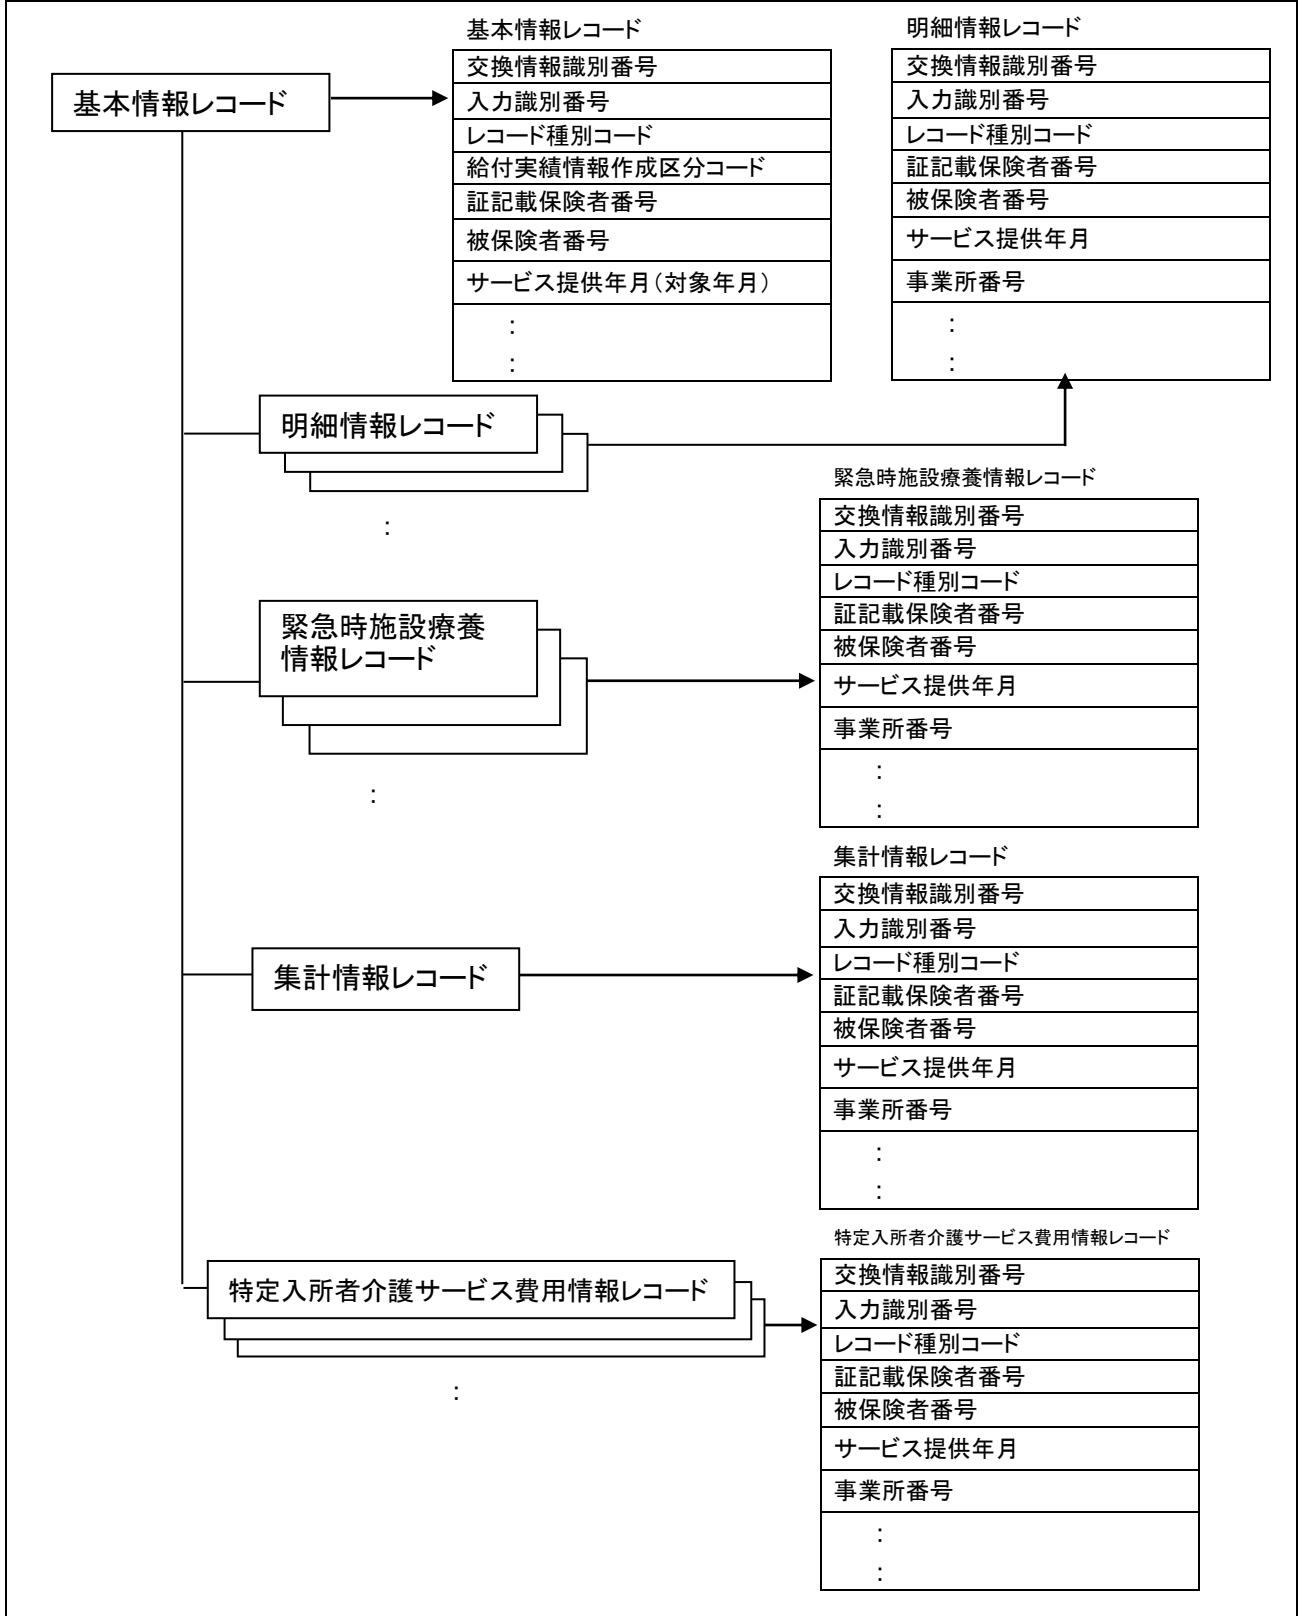 基本情報レコード
基本情報レコード
交換情報識別番号
入力識別番号
レコード種別コード
給付実績情報作成区分コード
証記載保険者番号
被保険者番号
サービス提供年月(対象年月)
:
:
明細情報レコード
交換情報識別番号
入力識別番号
レコード種別コード
証記載保険者番号
被保険者番号
サービス提供年月
事業所番号
:
:
明細情報レコード
:
緊急時施設療養
情報レコード
:
緊急時施設療養情報レコード
交換情報識別番号
入力識別番号
レコード種別コード
証記載保険者番号
被保険者番号
サービス提供年月
事業所番号
:
:
集計情報レコード
集計情報レコード
交換情報識別番号
入力識別番号
レコード種別コード
証記載保険者番号
被保険者番号
サービス提供年月
事業所番号
:
:
特定入所者介護サービス費用情報レコード
:
特定入所者介護サービス費用情報レコード
交換情報識別番号
入力識別番号
レコード種別コード
証記載保険者番号
被保険者番号
サービス提供年月
事業所番号
:
: